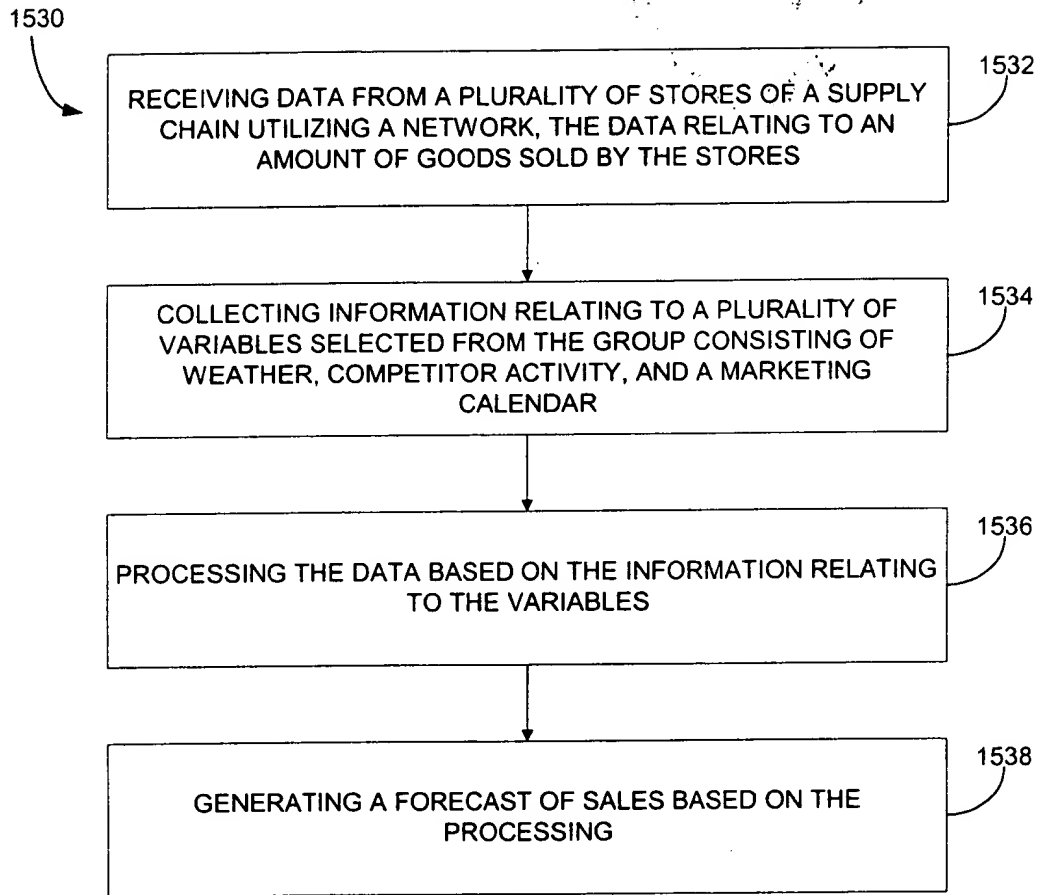 1530
1532
RECEIVING DATA FROM A PLURALITY OF STORES OF A SUPPLY
CHAIN UTILIZING A NETWORK, THE DATA RELATING TO AN
AMOUNT OF GOODS SOLD BY THE STORES
1534
COLLECTING INFORMATION RELATING TO A PLURALITY OF
VARIABLES SELECTED FROM THE GROUP CONSISTING OF
WEATHER, COMPETITOR ACTIVITY, AND A MARKETING
CALENDAR
1536
PROCESSING THE DATA BASED ON THE INFORMATION RELATING
TO THE VARIABLES
1538
GENERATING A FORECAST OF SALES BASED ON THE
PROCESSING